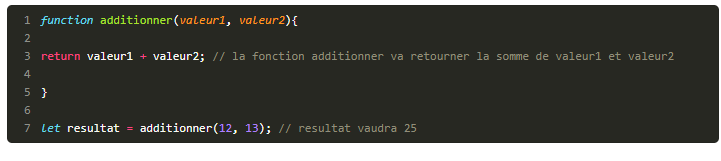 1 function additionner(valeur1, valeur2){
2
3 return valeur1 + valeur2; // la fonction additionner va retourner la somme de valeur1 et valeur2
4
5 }
6
7 let resultat = additionner(12, 13); // resultat vaudra 25